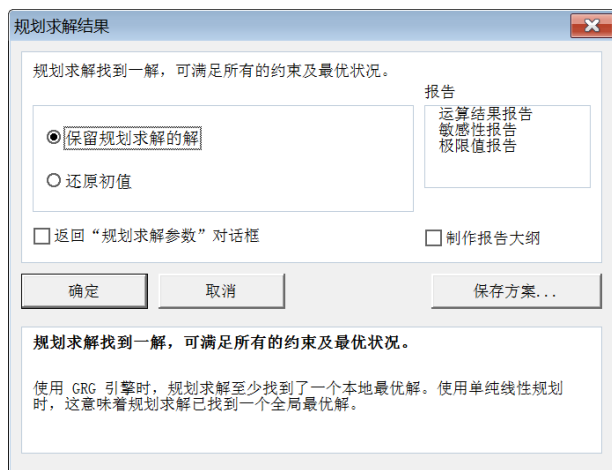 规划求解结果
规划求解找到一解，可满足所有的约束及最优状况。
报告
运算结果报告
敏感性报告
极限值报告
保留规划求解的解
还原初值
返回“规划求解参数”对话框
制作报告大纲
确定
取消
保存方案...
规划求解找到一解，可满足所有的约束及最优状况。
使用 GRG 引擎时，规划求解至少找到了一个本地最优解。使用单纯线性规划
时，这意味着规划求解已找到一个全局最优解。